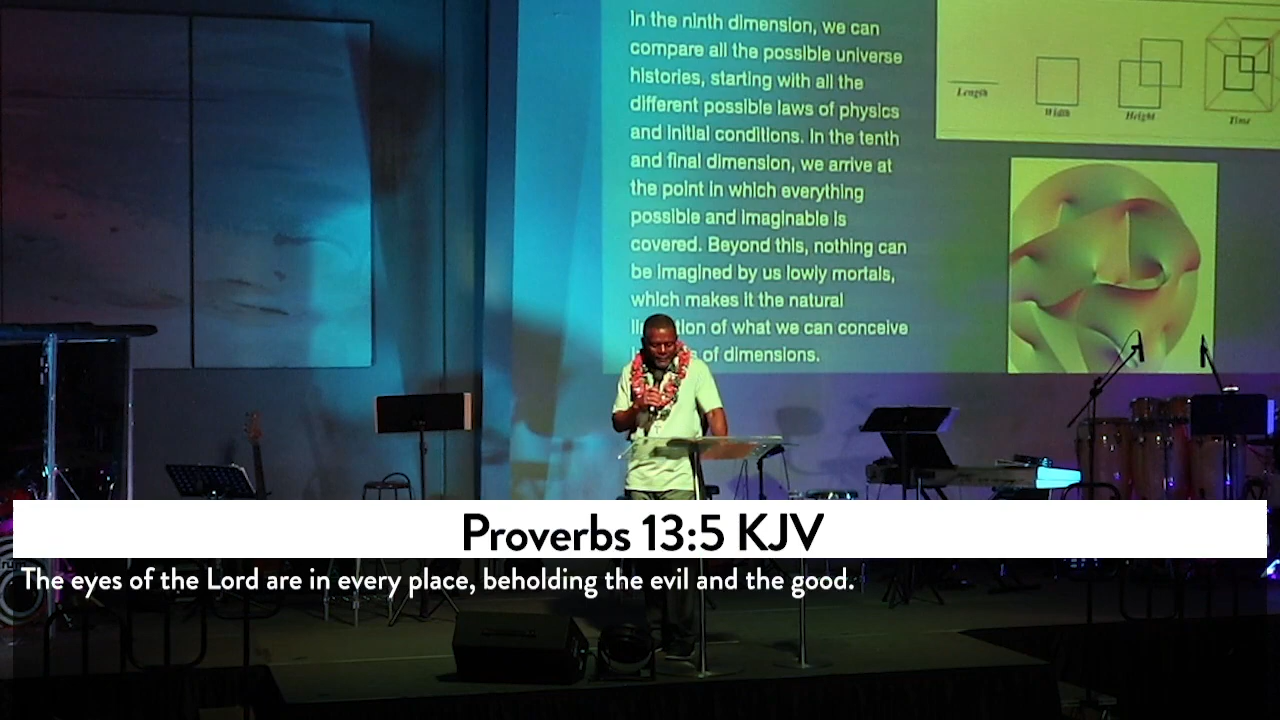 In the ninth dimension, we can
compare all the possible universe
histories, starting with all the
different possible laws of physics
and initial conditions. In the tenth
and final dimension, we arrive at
the point in which everything
possible and imaginable is
covered. Beyond this, nothing can
be imagined by us lowly mortals,
which makes it the natural
of what we can conceive
of dimensions.
Length
Width
Height
Time
Proverbs 13:5 KJV
The eyes of the Lord are in every place, beholding the evil and the good.